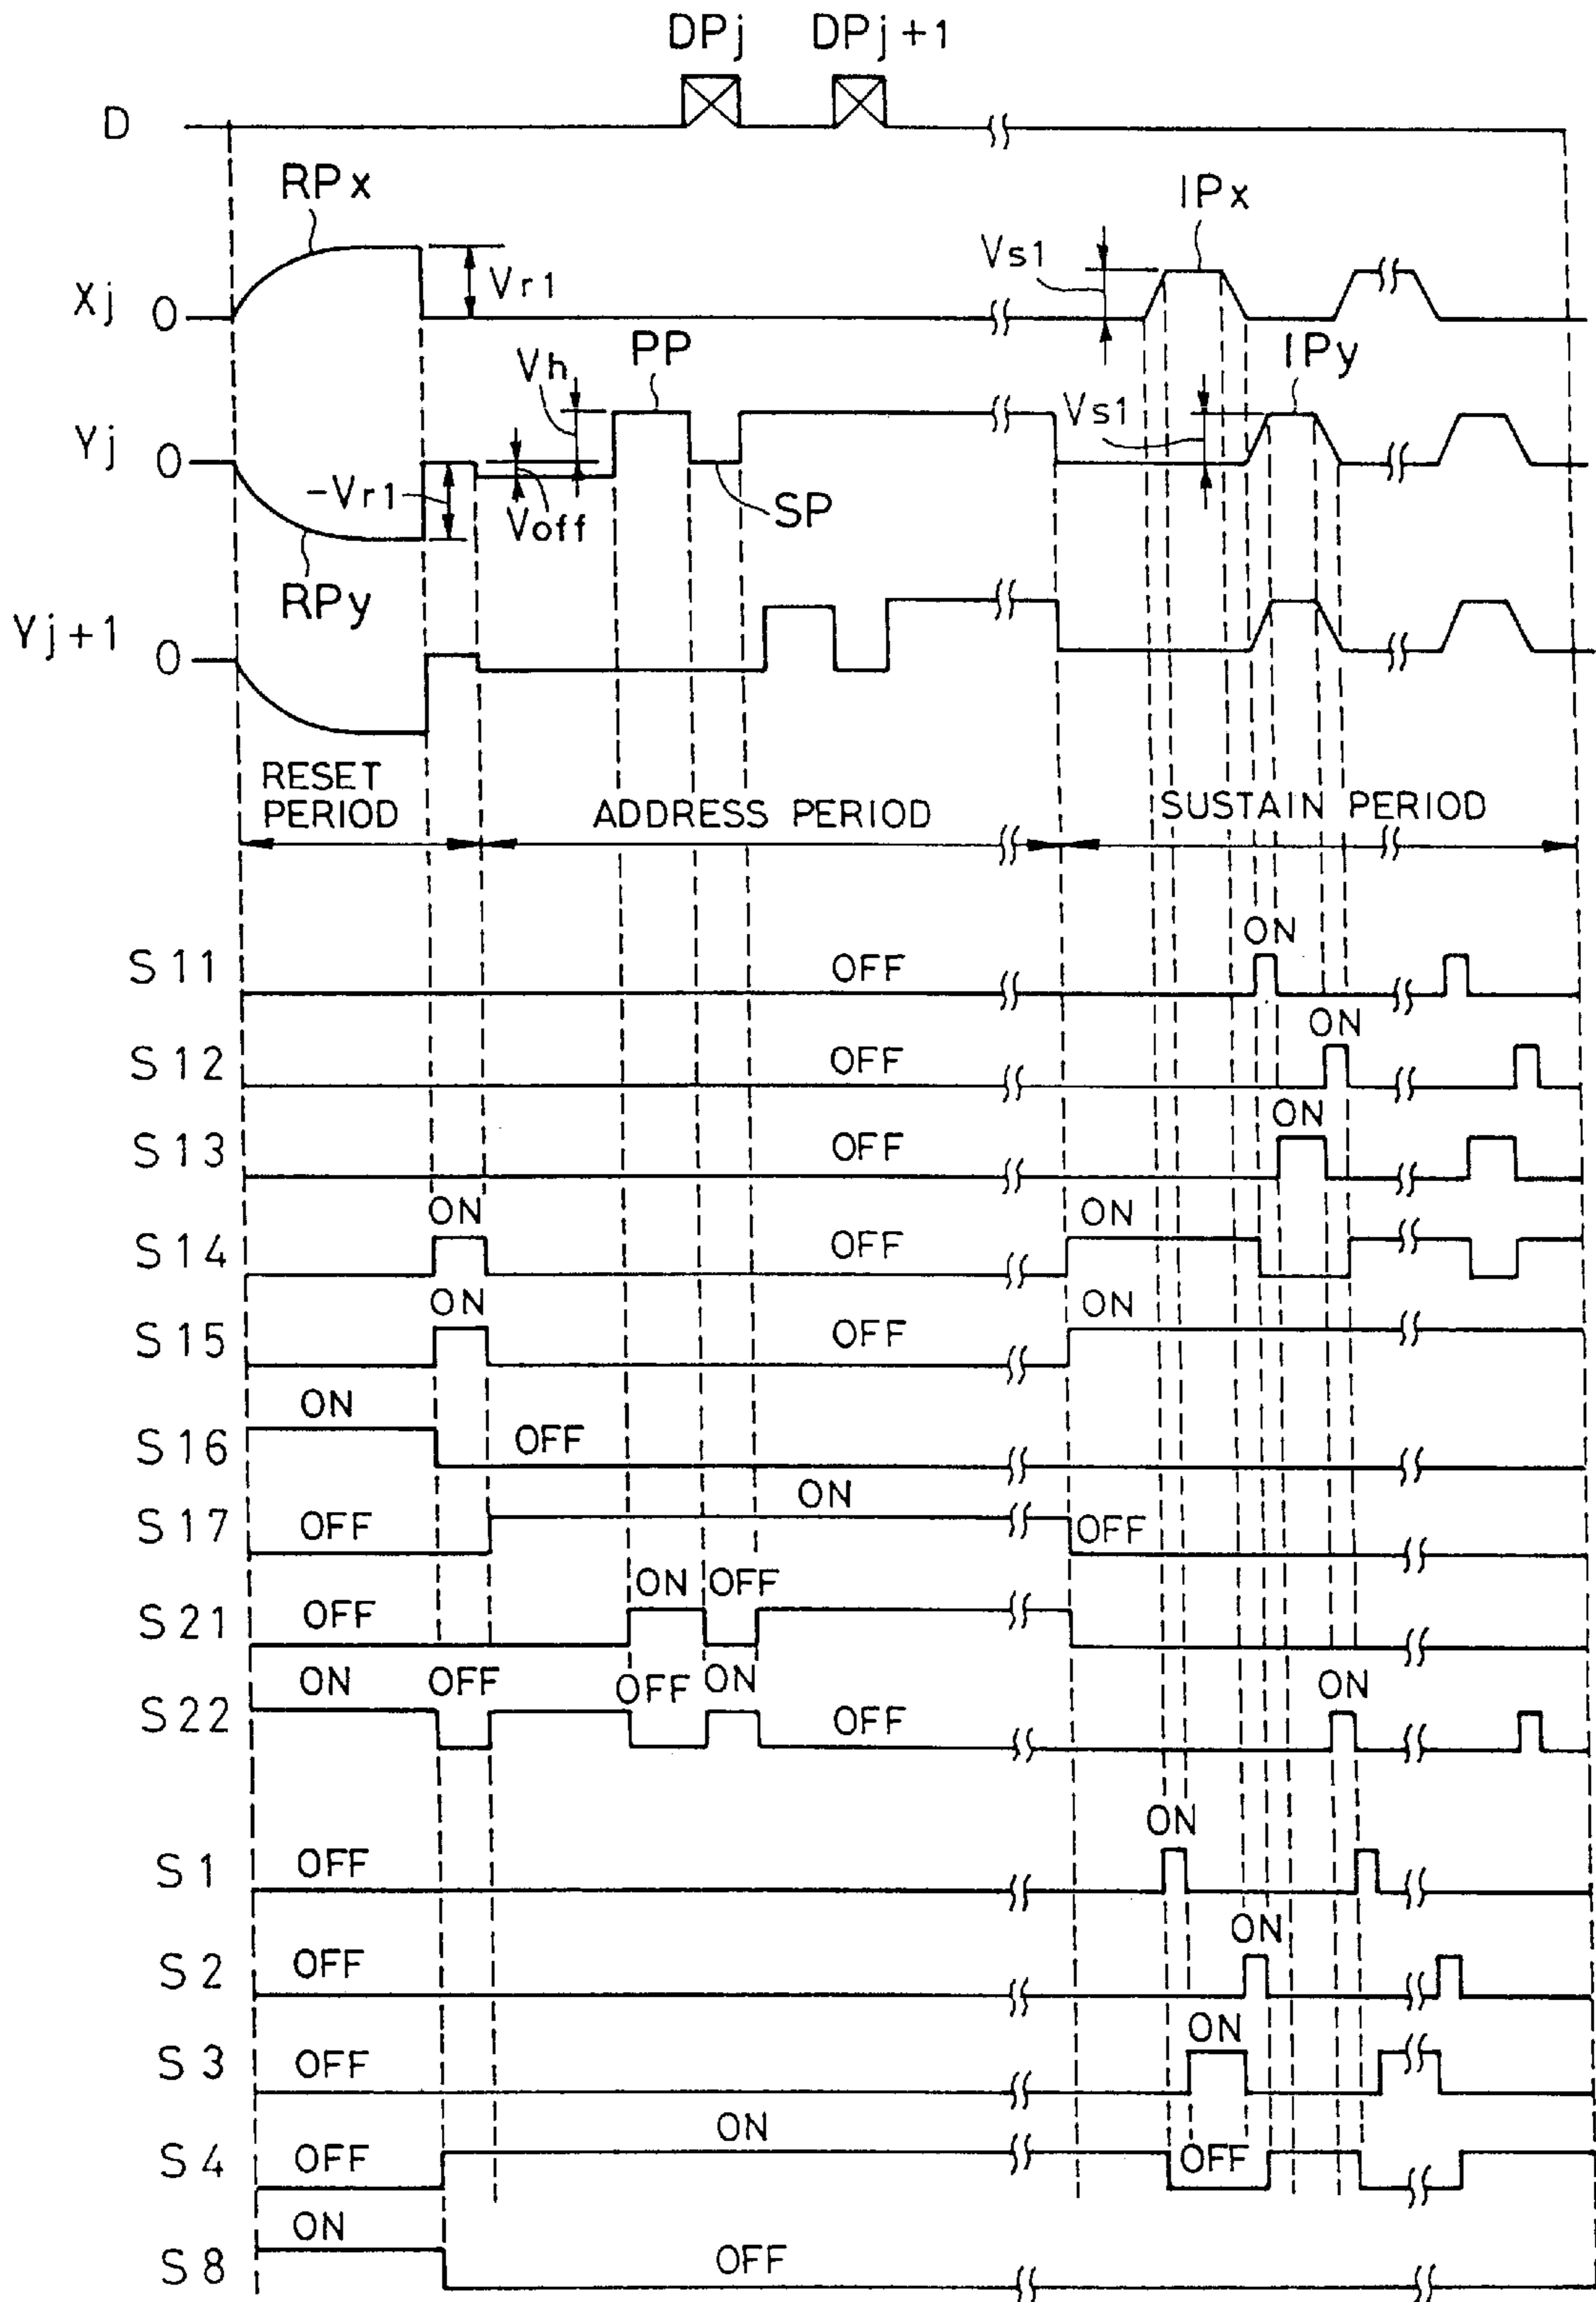 DPj DPj+1
D
RPx IPx
Vs1
Vr1
Xj 0
PP IPy
Vh
Vs1
Yj 0
-Vr1
Voff SP
RPy
Yj+1
0
RESET
PERIOD ADDRESS PERIOD SUSTAIN PERIOD
ON
S11 OFF
ON
S12 OFF
ON
S13 OFF
ON ON
S14 OFF
ON ON
S15 OFF
ON
S16 OFF
ON
S17 OFF OFF
ON OFF
S21 OFF
ON OFF OFF ON ON
S22 OFF
ON
S1 OFF
ON
S2 OFF
ON
S3 OFF
ON
S4 OFF OFF
ON
S8 OFF